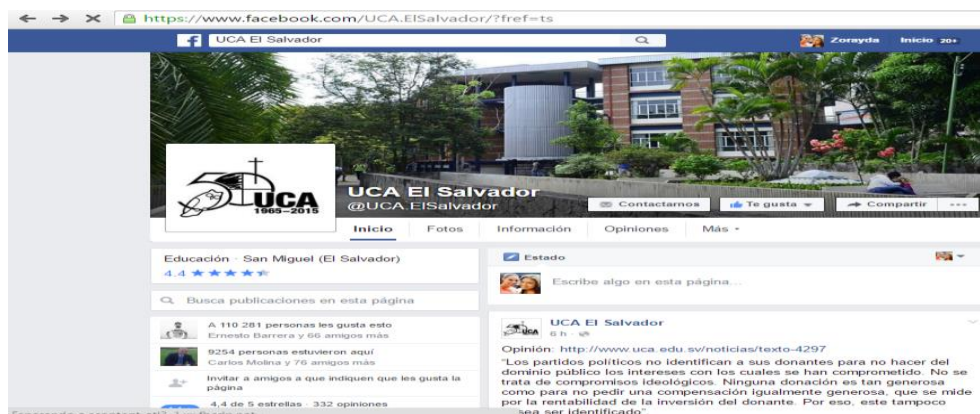 https://www.facebook.com/UCA.ElSalvador/?fref=ts
UCA El Salvador
Zorayda Inicio 20+
UCA
1965-2015
UCA El Salvador
@UCA.ElSalvador
Contactarnos Te gusta Compartir
Inicio Fotos Información Opiniones Más
Educación · San Miguel (El Salvador)
4.4
Busca publicaciones en esta página
A 110 281 personas les gusta esto
Ernesto Barrera y 66 amigos más
9254 personas estuvieron aquí
Carlos Molina y 76 amigos más
Invitar a amigos a que indiquen que les gusta la
página
4,4 de 5 estrellas · 332 opiniones
Estado
Escribe algo en esta página...
UCA El Salvador
6 h
Opinión: http://www.uca.edu.sv/noticias/texto-4297
"Los partidos políticos no identifican a sus donantes para no hacer del
dominio público los intereses con los cuales se han comprometido. No se
trata de compromisos ideológicos. Ninguna donación es tan generosa
como para no pedir una compensación igualmente generosa, que se mide
por la rentabilidad de la inversión del donante. Por eso, este tampoco
sea ser identificado"